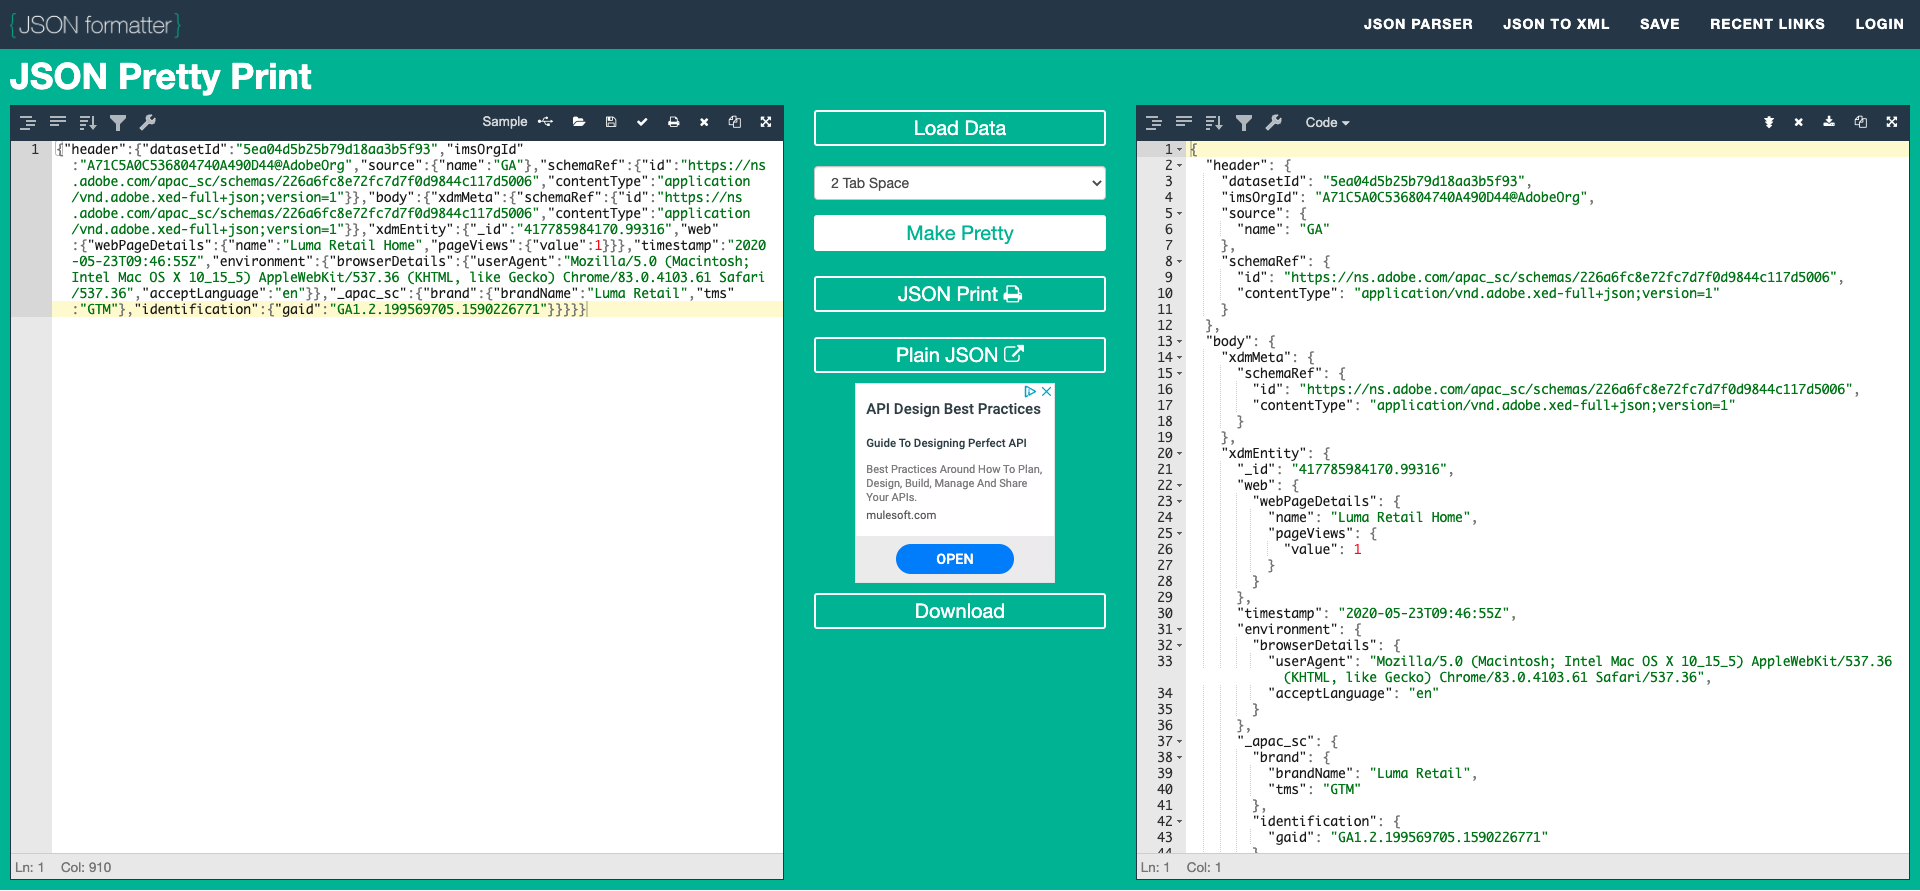 {JSON formatter}
JSON PARSER
JSON TO XML
SAVE
RECENT LINKS
LOGIN
JSON Pretty Print
Sample
1
{"header":{"datasetId":"5ea04d5b25b79d18aa3b5f93","imsOrgId"
:"A71C5A0C536804740A490D44@AdobeOrg","source":{"name":"GA"},"schemaRef":{"id":"https://ns
.adobe.com/apac_sc/schemas/226a6fc8e72fc7d7f0d9844c117d5006","contentType":"application
/vnd.adobe.xed-full+json;version=1"}},"body":{"xdmMeta":{"schemaRef":{"id":"https://ns
.adobe.com/apac_sc/schemas/226a6fc8e72fc7d7f0d9844c117d5006","contentType":"application
/vnd.adobe.xed-full+json;version=1"}},"xdmEntity":{"_id":"417785984170.99316","web"
:{"webPageDetails":{"name":"Luma Retail Home","pageViews":{"value":1}}},"timestamp":"2020
-05-23T09:46:55Z","environment":{"browserDetails":{"userAgent":"Mozilla/5.0 (Macintosh;
Intel Mac OS X 10_15_5) AppleWebKit/537.36 (KHTML, like Gecko) Chrome/83.0.4103.61 Safari
/537.36","acceptLanguage":"en"}},"_apac_sc":{"brand":{"brandName":"Luma Retail","tms"
:"GTM"},"identification":{"gaid":"GA1.2.199569705.1590226771"}}}}}
Ln: 1 Col: 910
Load Data
2 Tab Space
Make Pretty
JSON Print
Plain JSON
API Design Best Practices
Guide To Designing Perfect API
Best Practices Around How To Plan,
Design, Build, Manage And Share
Your APIs.
mulesoft.com
OPEN
Download
Code
1 {
2 "header": {
3 "datasetId": "5ea04d5b25b79d18aa3b5f93",
4 "imsOrgId": "A71C5A0C536804740A490D44@AdobeOrg",
5 "source": {
6 "name": "GA"
7 },
8 "schemaRef": {
9 "id": "https://ns.adobe.com/apac_sc/schemas/226a6fc8e72fc7d7f0d9844c117d5006",
10 "contentType": "application/vnd.adobe.xed-full+json;version=1"
11 }
12 },
13 "body": {
14 "xdmMeta": {
15 "schemaRef": {
16 "id": "https://ns.adobe.com/apac_sc/schemas/226a6fc8e72fc7d7f0d9844c117d5006",
17 "contentType": "application/vnd.adobe.xed-full+json;version=1"
18 }
19 },
20 "xdmEntity": {
21 "_id": "417785984170.99316",
22 "web": {
23 "webPageDetails": {
24 "name": "Luma Retail Home",
25 "pageViews": {
26 "value": 1
27 }
28 }
29 },
30 "timestamp": "2020-05-23T09:46:55Z",
31 "environment": {
32 "browserDetails": {
33 "userAgent": "Mozilla/5.0 (Macintosh; Intel Mac OS X 10_15_5) AppleWebKit/537.36
(KHTML, like Gecko) Chrome/83.0.4103.61 Safari/537.36",
34 "acceptLanguage": "en"
35 }
36 },
37 "_apac_sc": {
38 "brand": {
39 "brandName": "Luma Retail",
40 "tms": "GTM"
41 },
42 "identification": {
43 "gaid": "GA1.2.199569705.1590226771"
44 }
Ln: 1 Col: 1